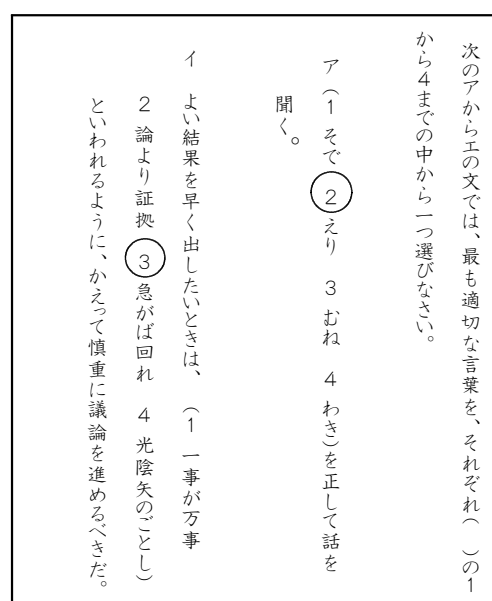 次のアからエの文では、最も適切な言葉を、それぞれ(　)の1
から4までの中から一つ選びなさい。
ア（1 そで　2 えり　3 むね　4 わき）を正して話を
聞く。
イ　よい結果を早く出したいときは、（1 一事が万事
2 論より証拠　3 急がば回れ　4 光陰矢のごとし）
といわれるように、かえって慎重に議論を進めるべきだ。